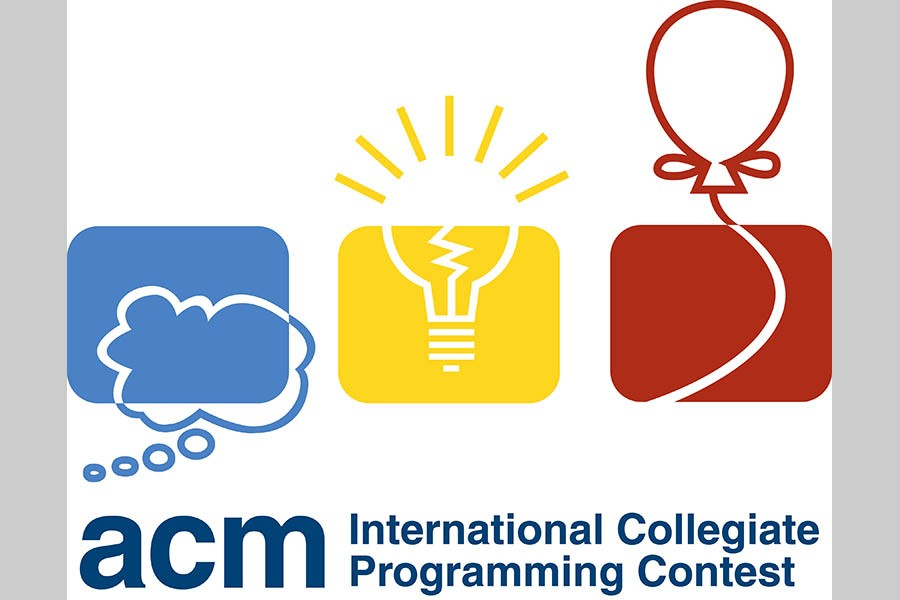 acm
International Collegiate
Programming Contest